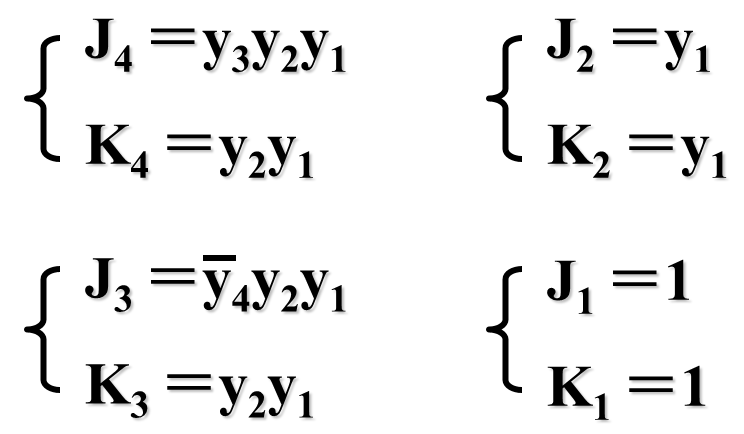 J₄ = y₃y₂y₁
K₄ = y₂y₁
J₃ = y̅₄y₂y₁
K₃ = y₂y₁
J₂ = y₁
K₂ = y₁
J₁ = 1
K₁ = 1